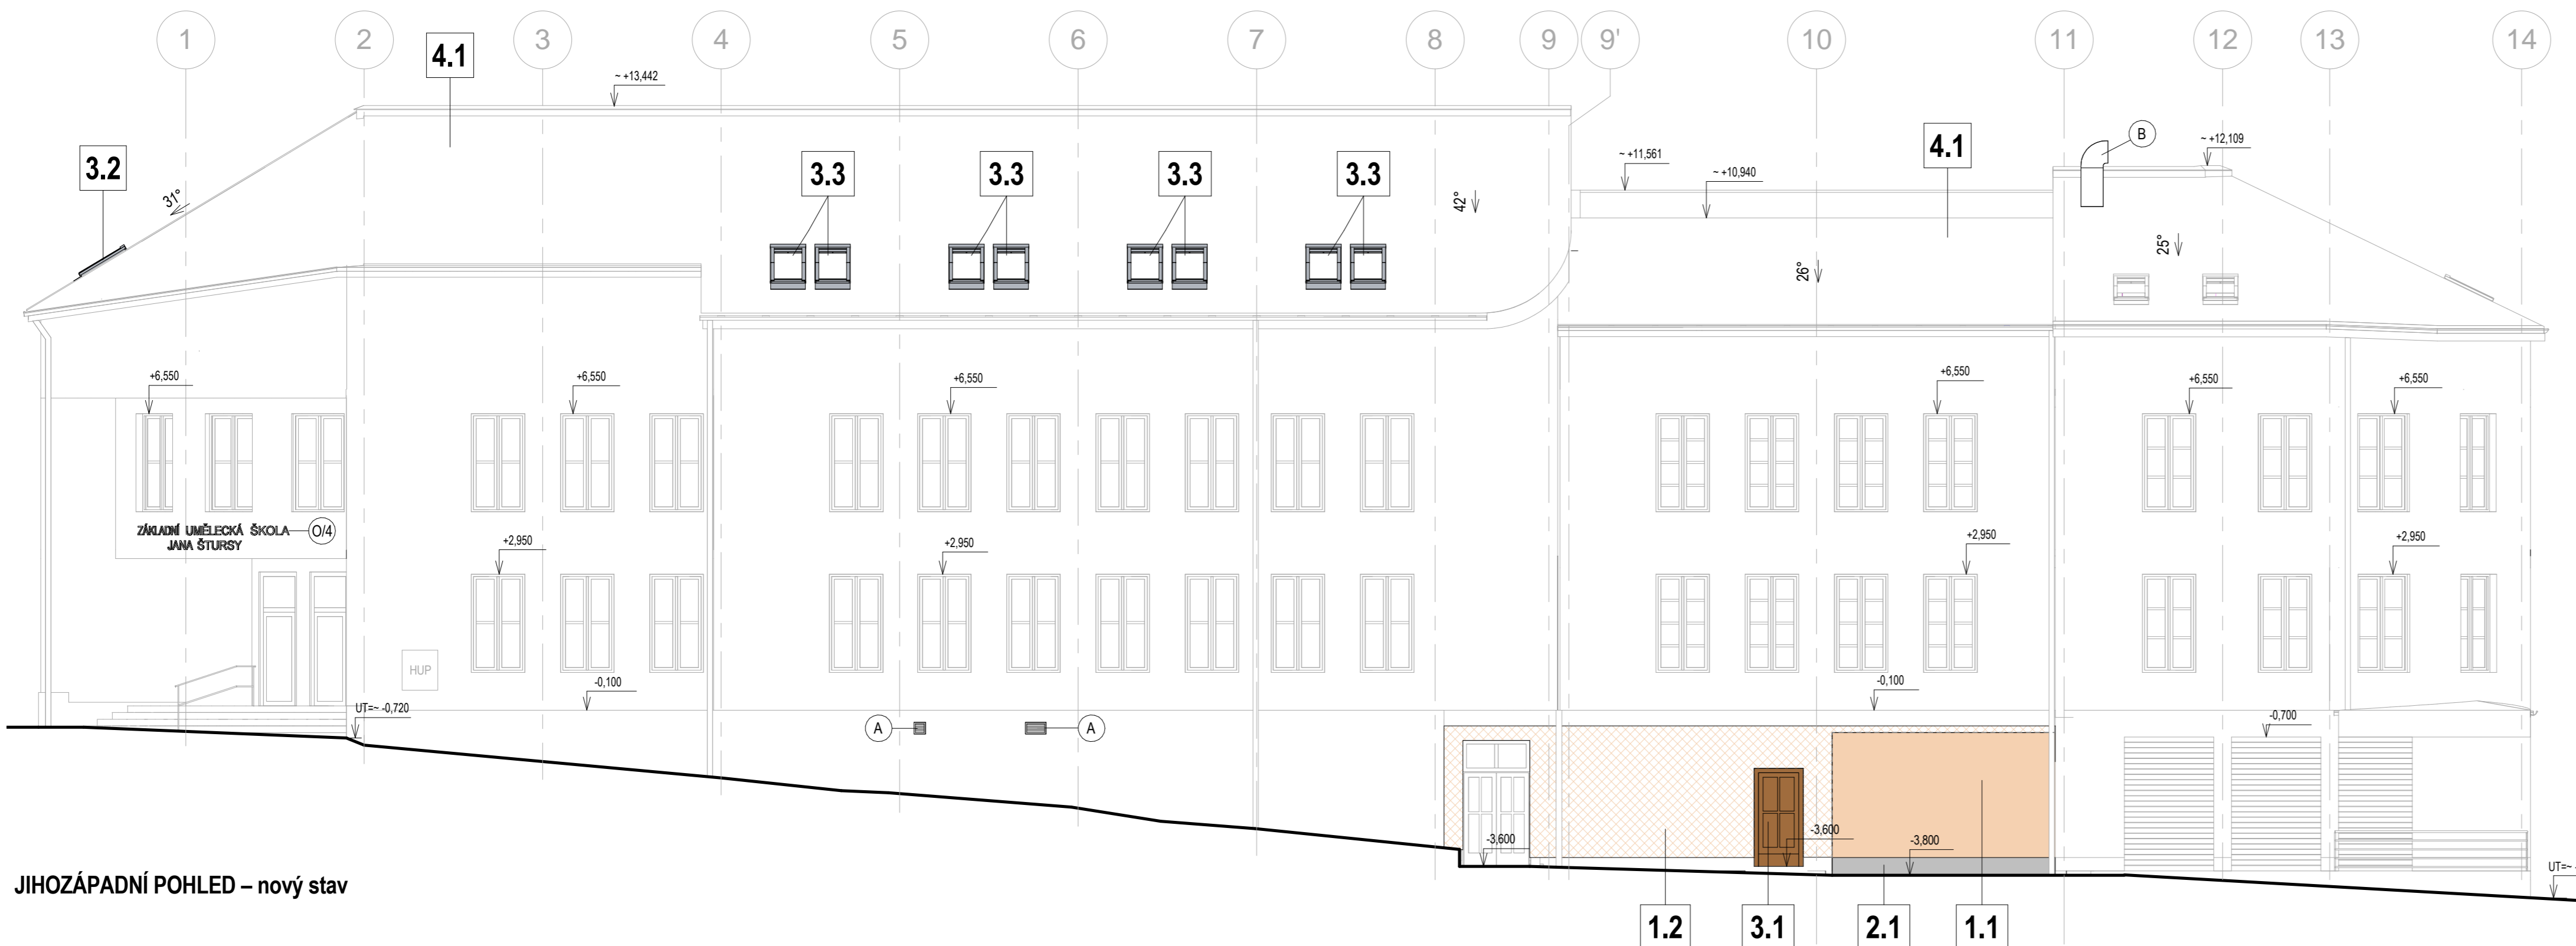 1 2 3 4 5 6 7 8 9 9' 10 11 12 13 14
4.1
~ +13,442
3.2
31°
3.3 3.3 3.3 3.3
42°
~ +11,561
~ +10,940
4.1
B
~ +12,109
26°
25°
+6,550 +6,550 +6,550 +6,550 +6,550 +6,550
ZÁKLADNÍ UMĚLECKÁ ŠKOLA O/4
JANA ŠTURSY
+2,950 +2,950 +2,950 +2,950
HUP
-0,100 -0,100
UT=~ -0,720
A A
-0,700
-3,600 -3,600 -3,800
UT=~
JIHOZÁPADNÍ POHLED – nový stav
1.2 3.1 2.1 1.1